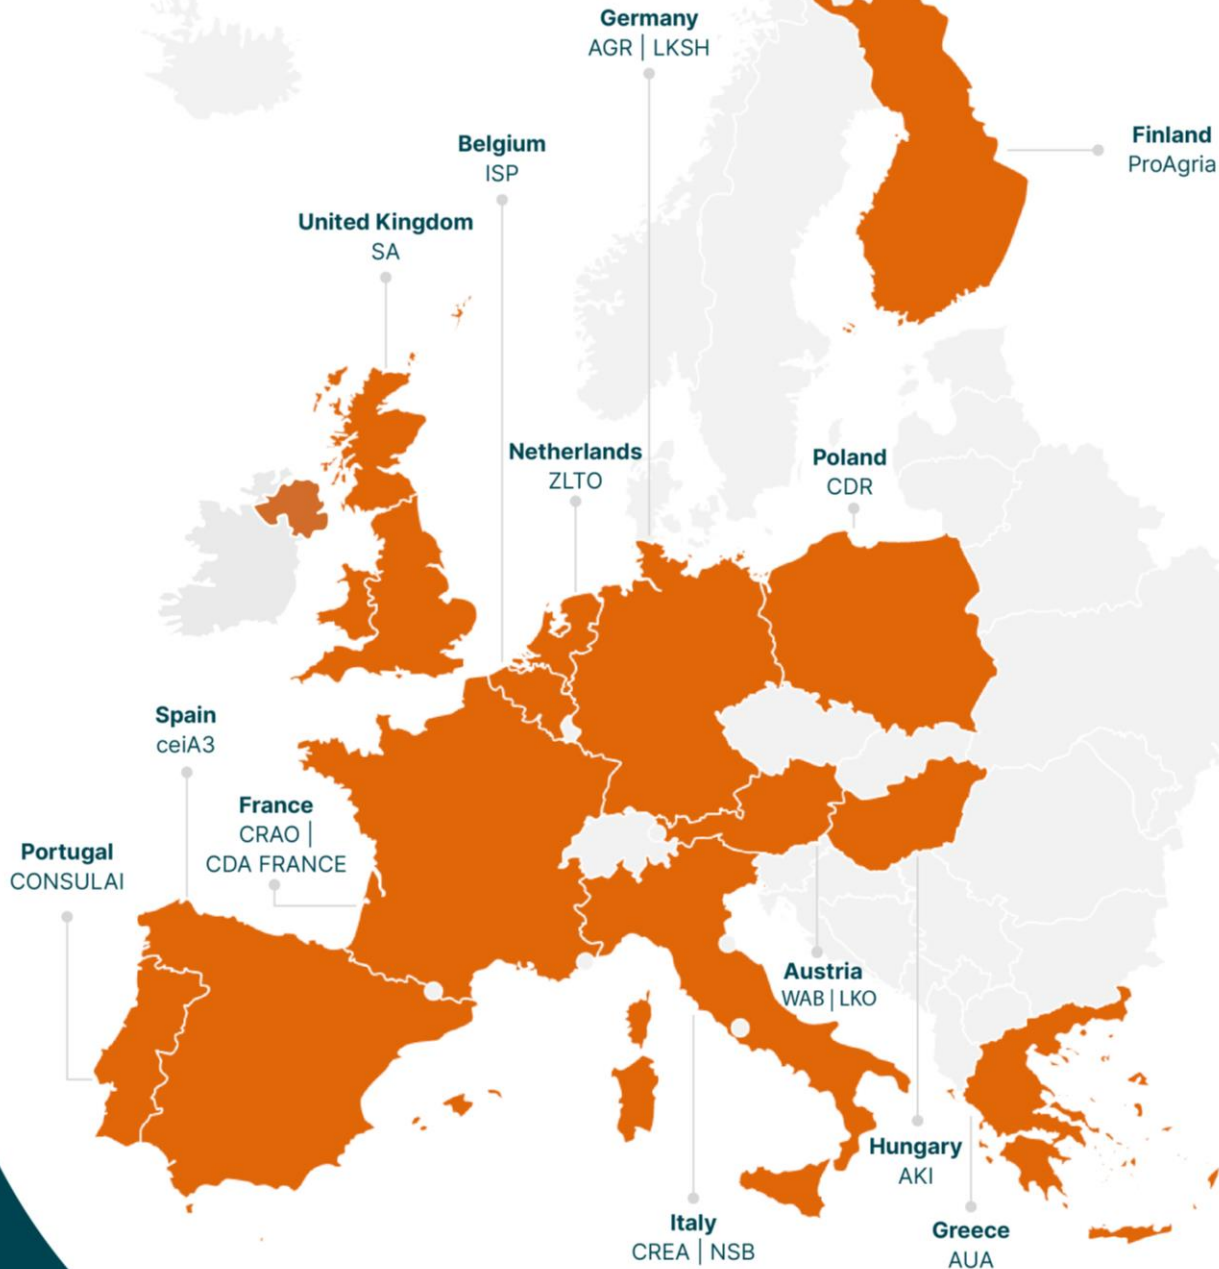 Germany
AGR | LKSH
Finland
ProAgria
Belgium
ISP
United Kingdom
SA
Netherlands
ZLTO
Poland
CDR
Spain
ceiA3
France
CRAO |
CDA FRANCE
Portugal
CONSULAI
Austria
WAB | LKO
Hungary
AKI
Italy
CREA | NSB
Greece
AUA